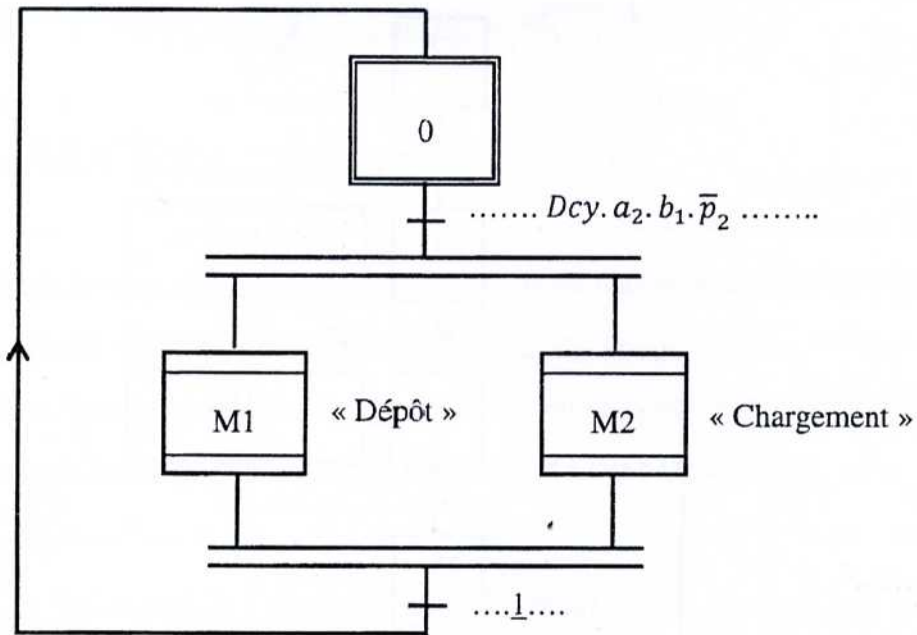 0
....... Dcy. a₂. b₁. p̅₂ ........
M1 « Dépôt » M2 « Chargement »
....1....